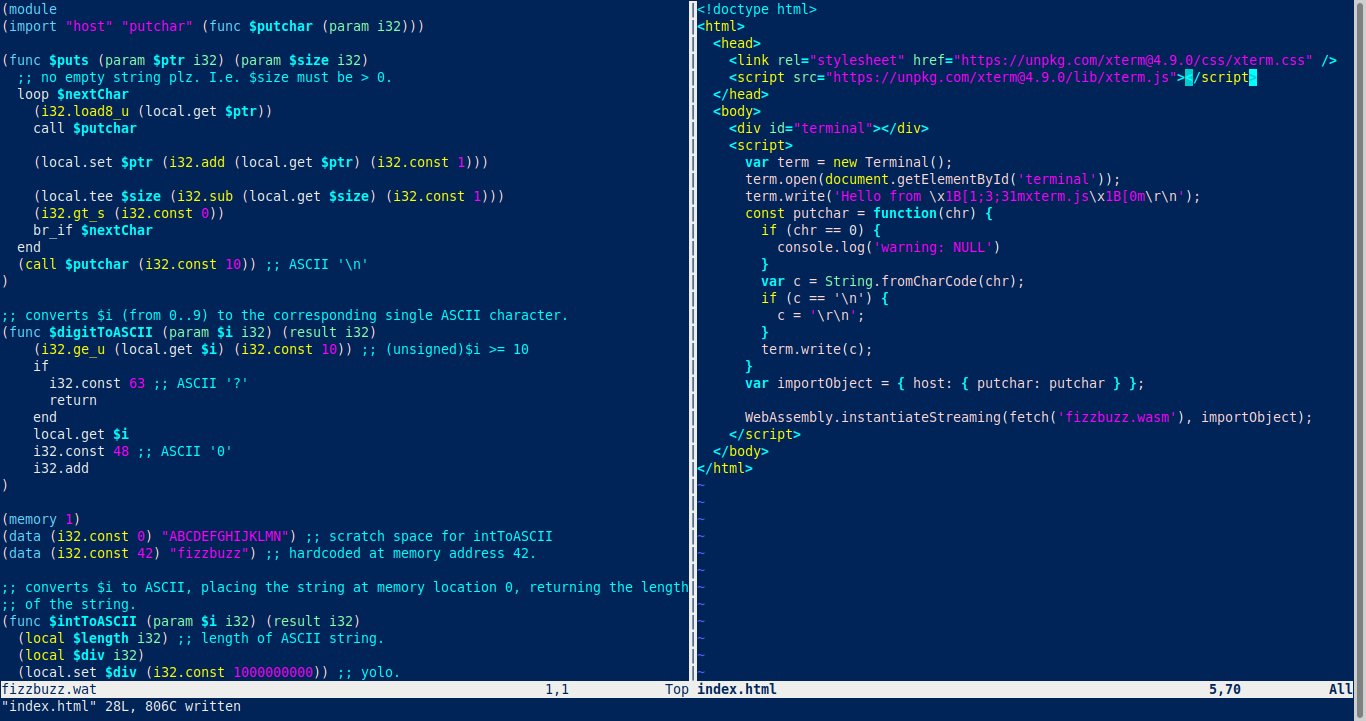 (module
(import "host" "putchar" (func $putchar (param i32)))

(func $puts (param $ptr i32) (param $size i32)
  ;; no empty string plz. I.e. $size must be > 0.
  loop $nextChar
    (i32.load8_u (local.get $ptr))
    call $putchar

    (local.set $ptr (i32.add (local.get $ptr) (i32.const 1)))

    (local.tee $size (i32.sub (local.get $size) (i32.const 1)))
    (i32.gt_s (i32.const 0))
    br_if $nextChar
  end
  (call $putchar (i32.const 10)) ;; ASCII '\n'
)

;; converts $i (from 0..9) to the corresponding single ASCII character.
(func $digitToASCII (param $i i32) (result i32)
    (i32.ge_u (local.get $i) (i32.const 10)) ;; (unsigned)$i >= 10
    if
      i32.const 63 ;; ASCII '?'
      return
    end
    local.get $i
    i32.const 48 ;; ASCII '0'
    i32.add
)

(memory 1)
(data (i32.const 0) "ABCDEFGHIJKLMN") ;; scratch space for intToASCII
(data (i32.const 42) "fizzbuzz") ;; hardcoded at memory address 42.

;; converts $i to ASCII, placing the string at memory location 0, returning the length
;; of the string.
(func $intToASCII (param $i i32) (result i32)
  (local $length i32) ;; length of ASCII string.
  (local $div i32)
  (local.set $div (i32.const 1000000000)) ;; yolo.
fizzbuzz.wat 1,1 Top
<!doctype html>
<html>
  <head>
    <link rel="stylesheet" href="https://unpkg.com/xterm@4.9.0/css/xterm.css" />
    <script src="https://unpkg.com/xterm@4.9.0/lib/xterm.js"></script>
  </head>
  <body>
    <div id="terminal"></div>
    <script>
      var term = new Terminal();
      term.open(document.getElementById('terminal'));
      term.write('Hello from \x1B[1;3;31mxterm.js\x1B[0m\r\n');
      const putchar = function(chr) {
        if (chr == 0) {
          console.log('warning: NULL')
        }
        var c = String.fromCharCode(chr);
        if (c == '\n') {
          c = '\r\n';
        }
        term.write(c);
      }
      var importObject = { host: { putchar: putchar } };

      WebAssembly.instantiateStreaming(fetch('fizzbuzz.wasm'), importObject);
    </script>
  </body>
</html>
~
~
~
~
~
~
~
~
~
~
~
~
index.html 5,70 All
"index.html" 28L, 806C written